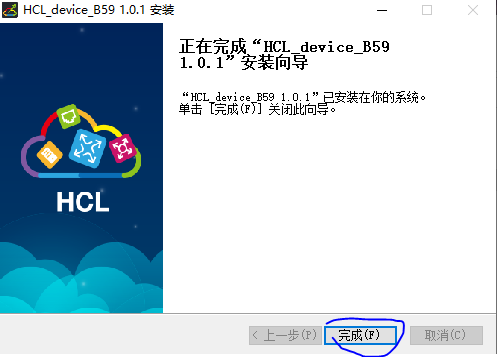 HCL_device_B59 1.0.1 安装
正在完成“HCL_device_B59
1.0.1”安装向导
“HCL_device_B59 1.0.1”已安装在你的系统。
单击 [完成(F)] 关闭此向导。
HCL
< 上一步(P)
完成(F)
取消(C)